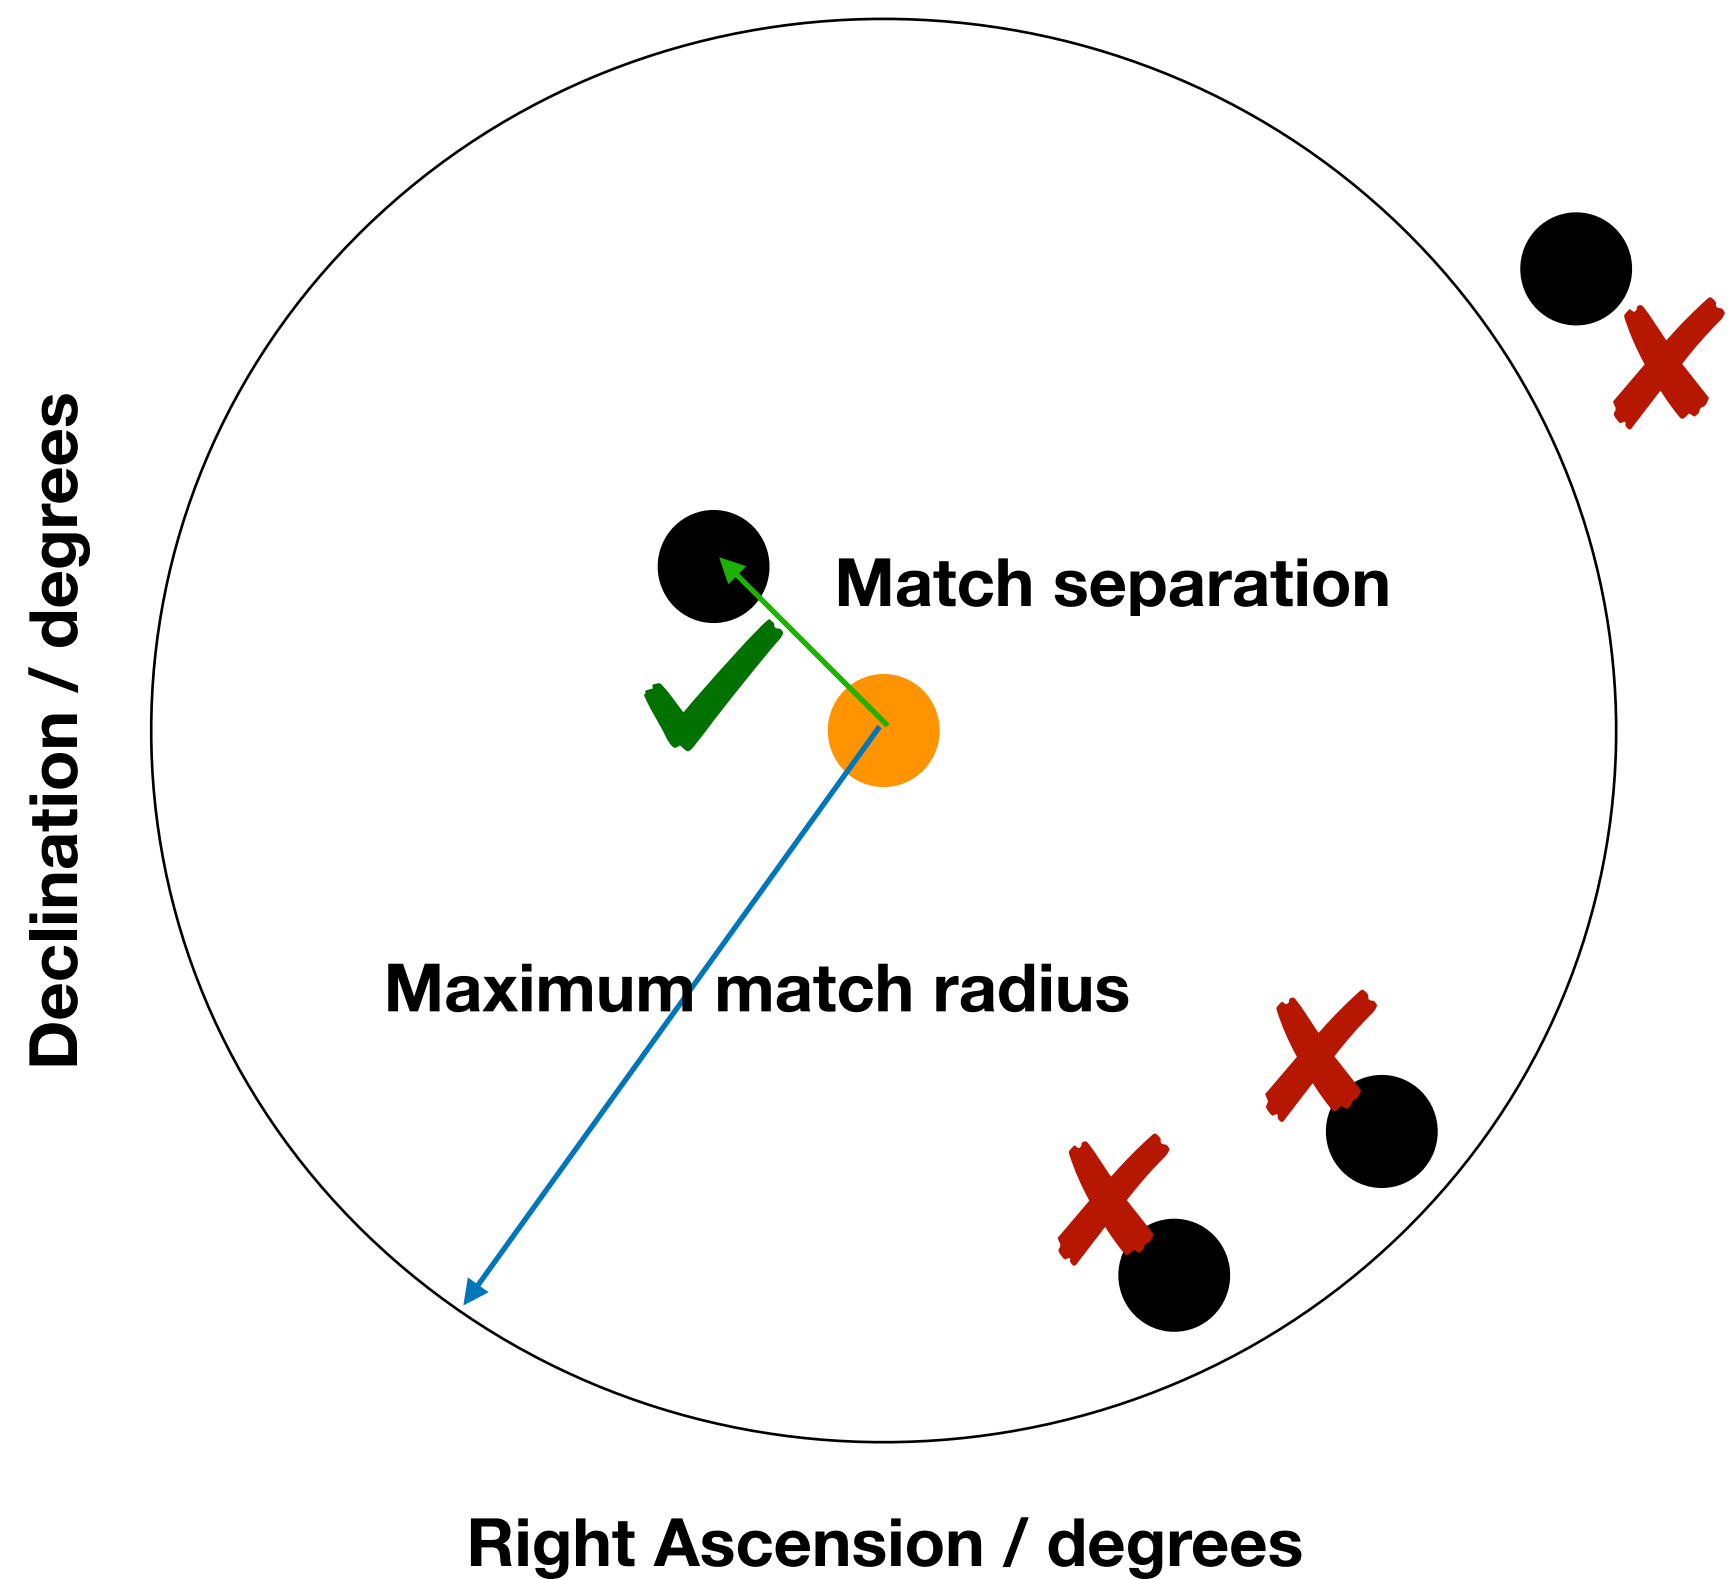 Declination / degrees
Match separation
Maximum match radius
Right Ascension / degrees